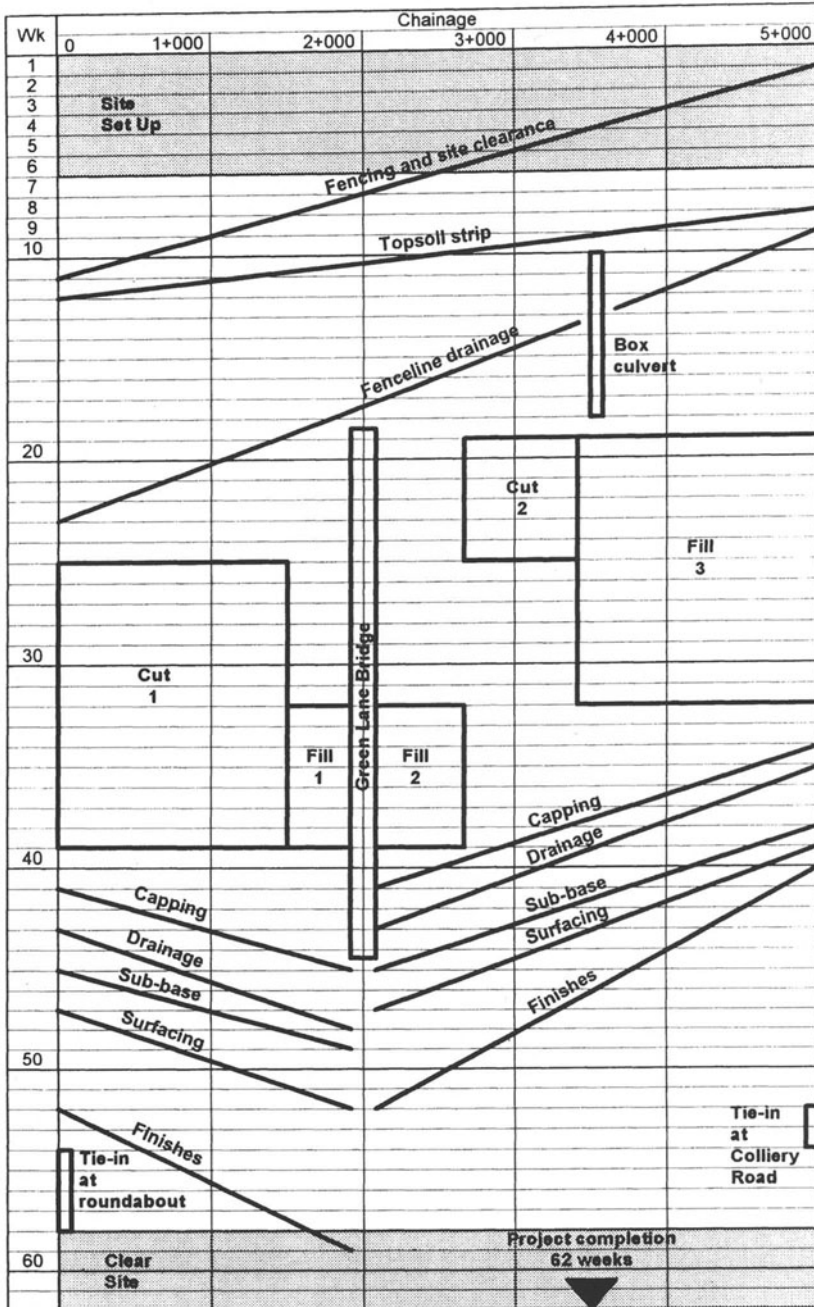 Chainage
Wk
0
1+000
2+000
3+000
4+000
5+000
1
2
3
4
5
6
7
8
9
10
Site
Set Up
Fencing and site clearance
Topsoll strip
Fenceline drainage
Box
culvert
20
Cut
2
Fill
3
Green Lane Bridge
30
Cut
1
Fill
1
Fill
2
Capping
Drainage
Sub-base
Surfacing
Finishes
40
Capping
Drainage
Sub-base
Surfacing
50
Finishes
Tie-in
at
roundabout
Tie-in
at
Colliery
Road
60
Clear
Site
Project completion
62 weeks